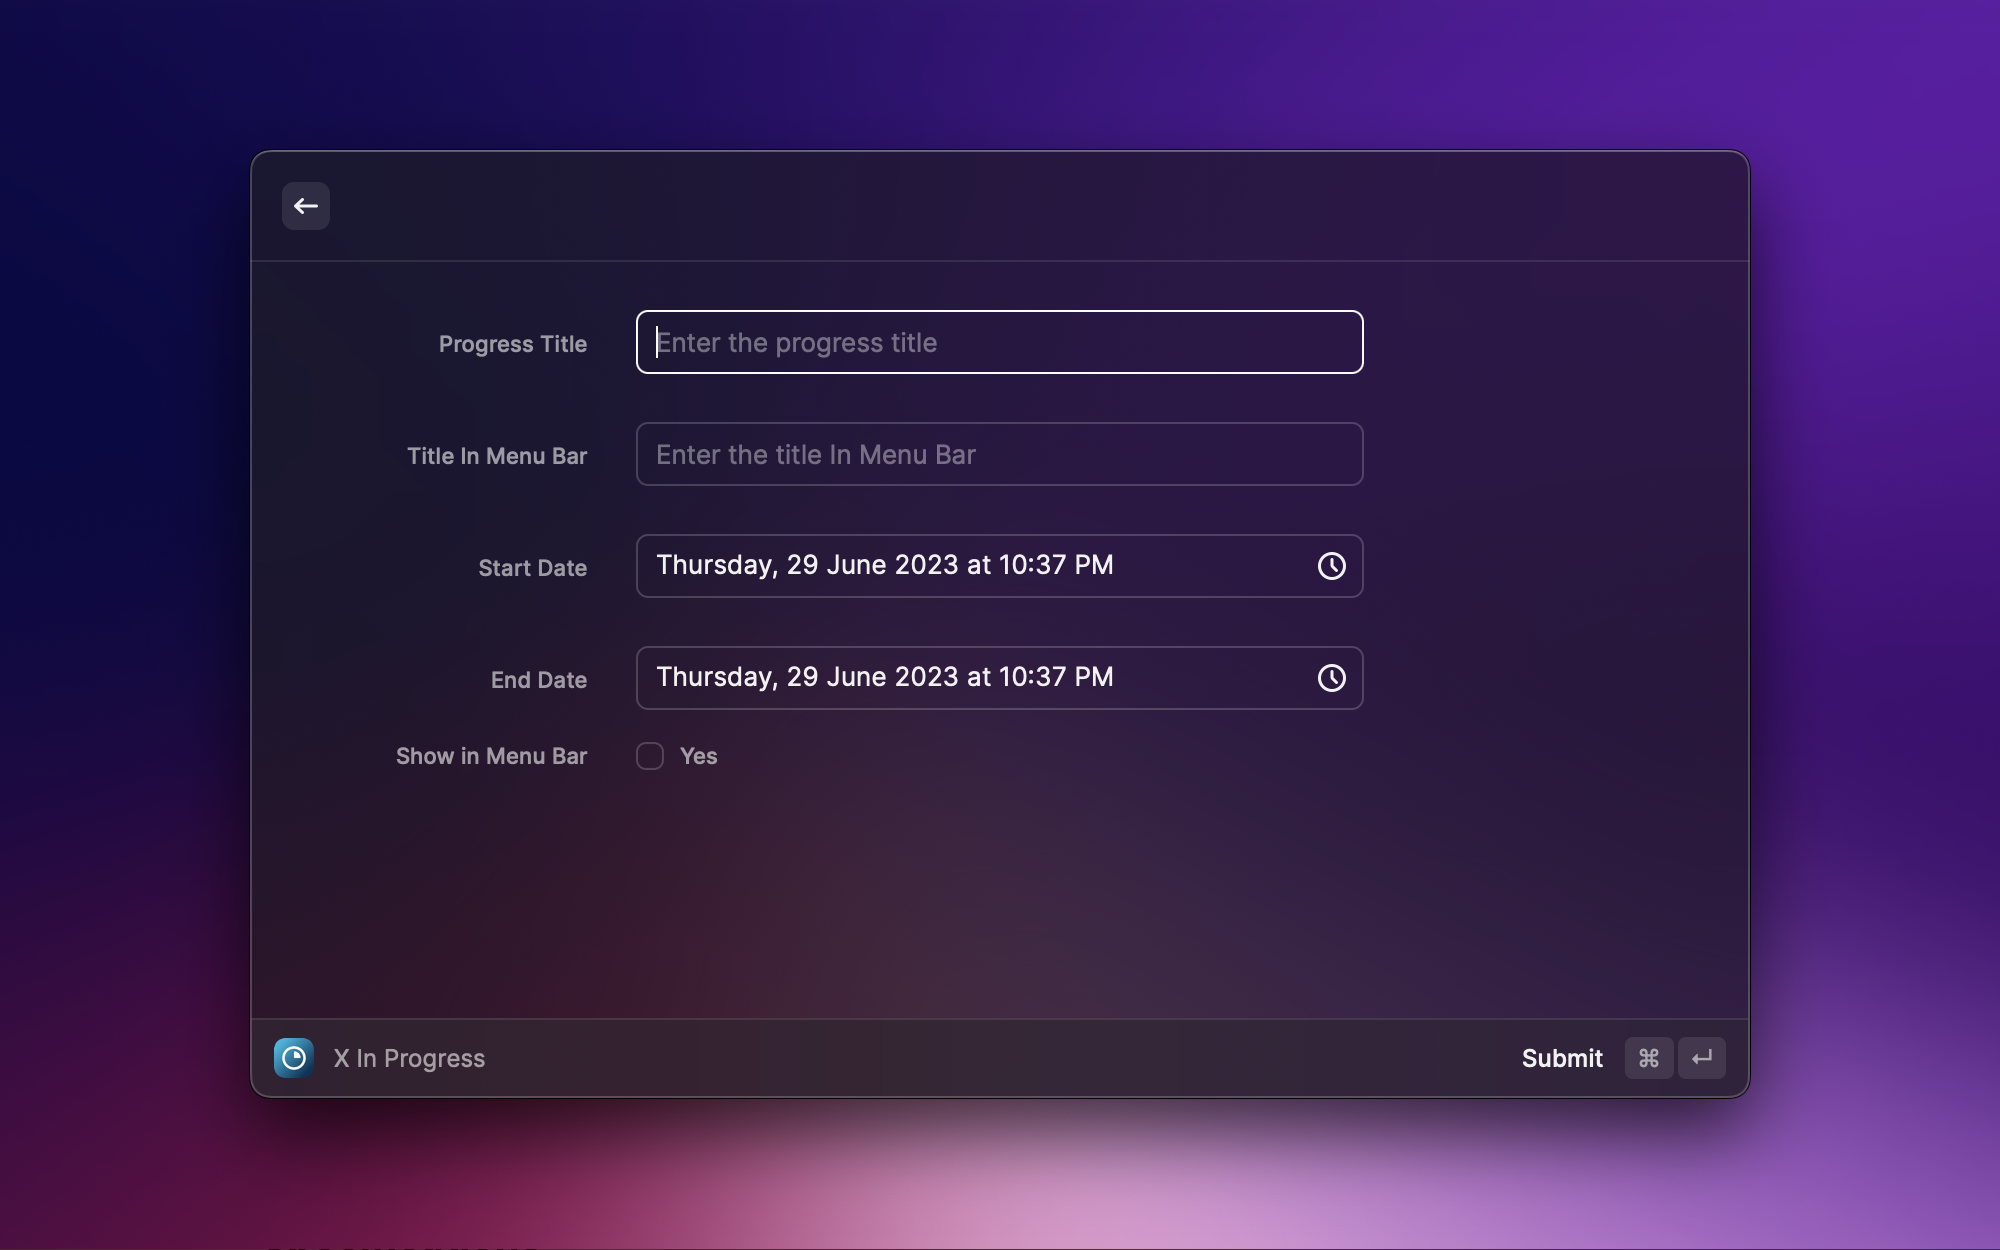 Progress Title
Enter the progress title
Title In Menu Bar
Enter the title In Menu Bar
Start Date
Thursday, 29 June 2023 at 10:37 PM
End Date
Thursday, 29 June 2023 at 10:37 PM
Show in Menu Bar
Yes
X In Progress
Submit ⌘ ↵